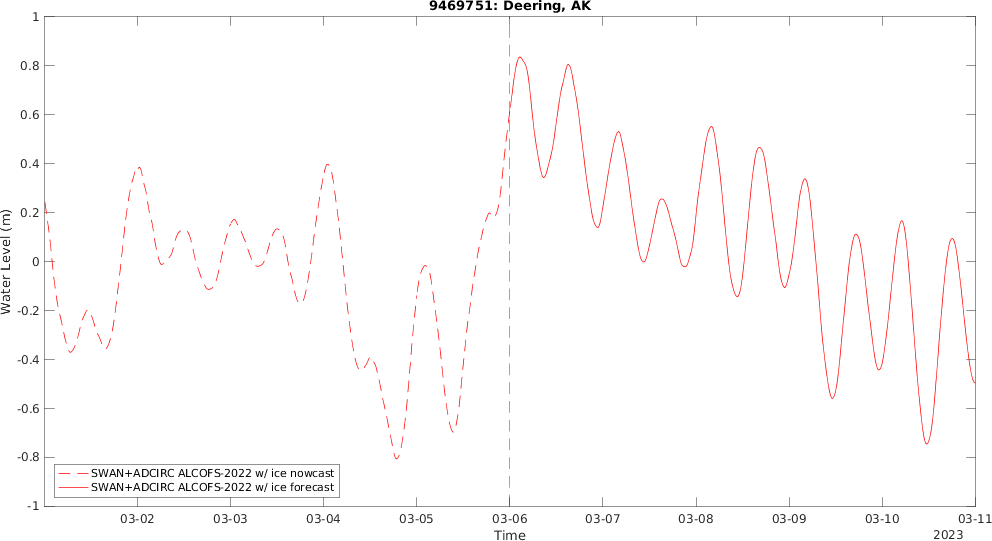 9469751: Deering, AK
1
0.8
0.6
0.4
0.2
0
-0.2
-0.4
-0.6
-0.8
-1
Water Level (m)
SWAN+ADCIRC ALCOFS-2022 w/ ice nowcast
SWAN+ADCIRC ALCOFS-2022 w/ ice forecast
03-02 03-03 03-04 03-05 03-06 03-07 03-08 03-09 03-10 03-11
Time
2023